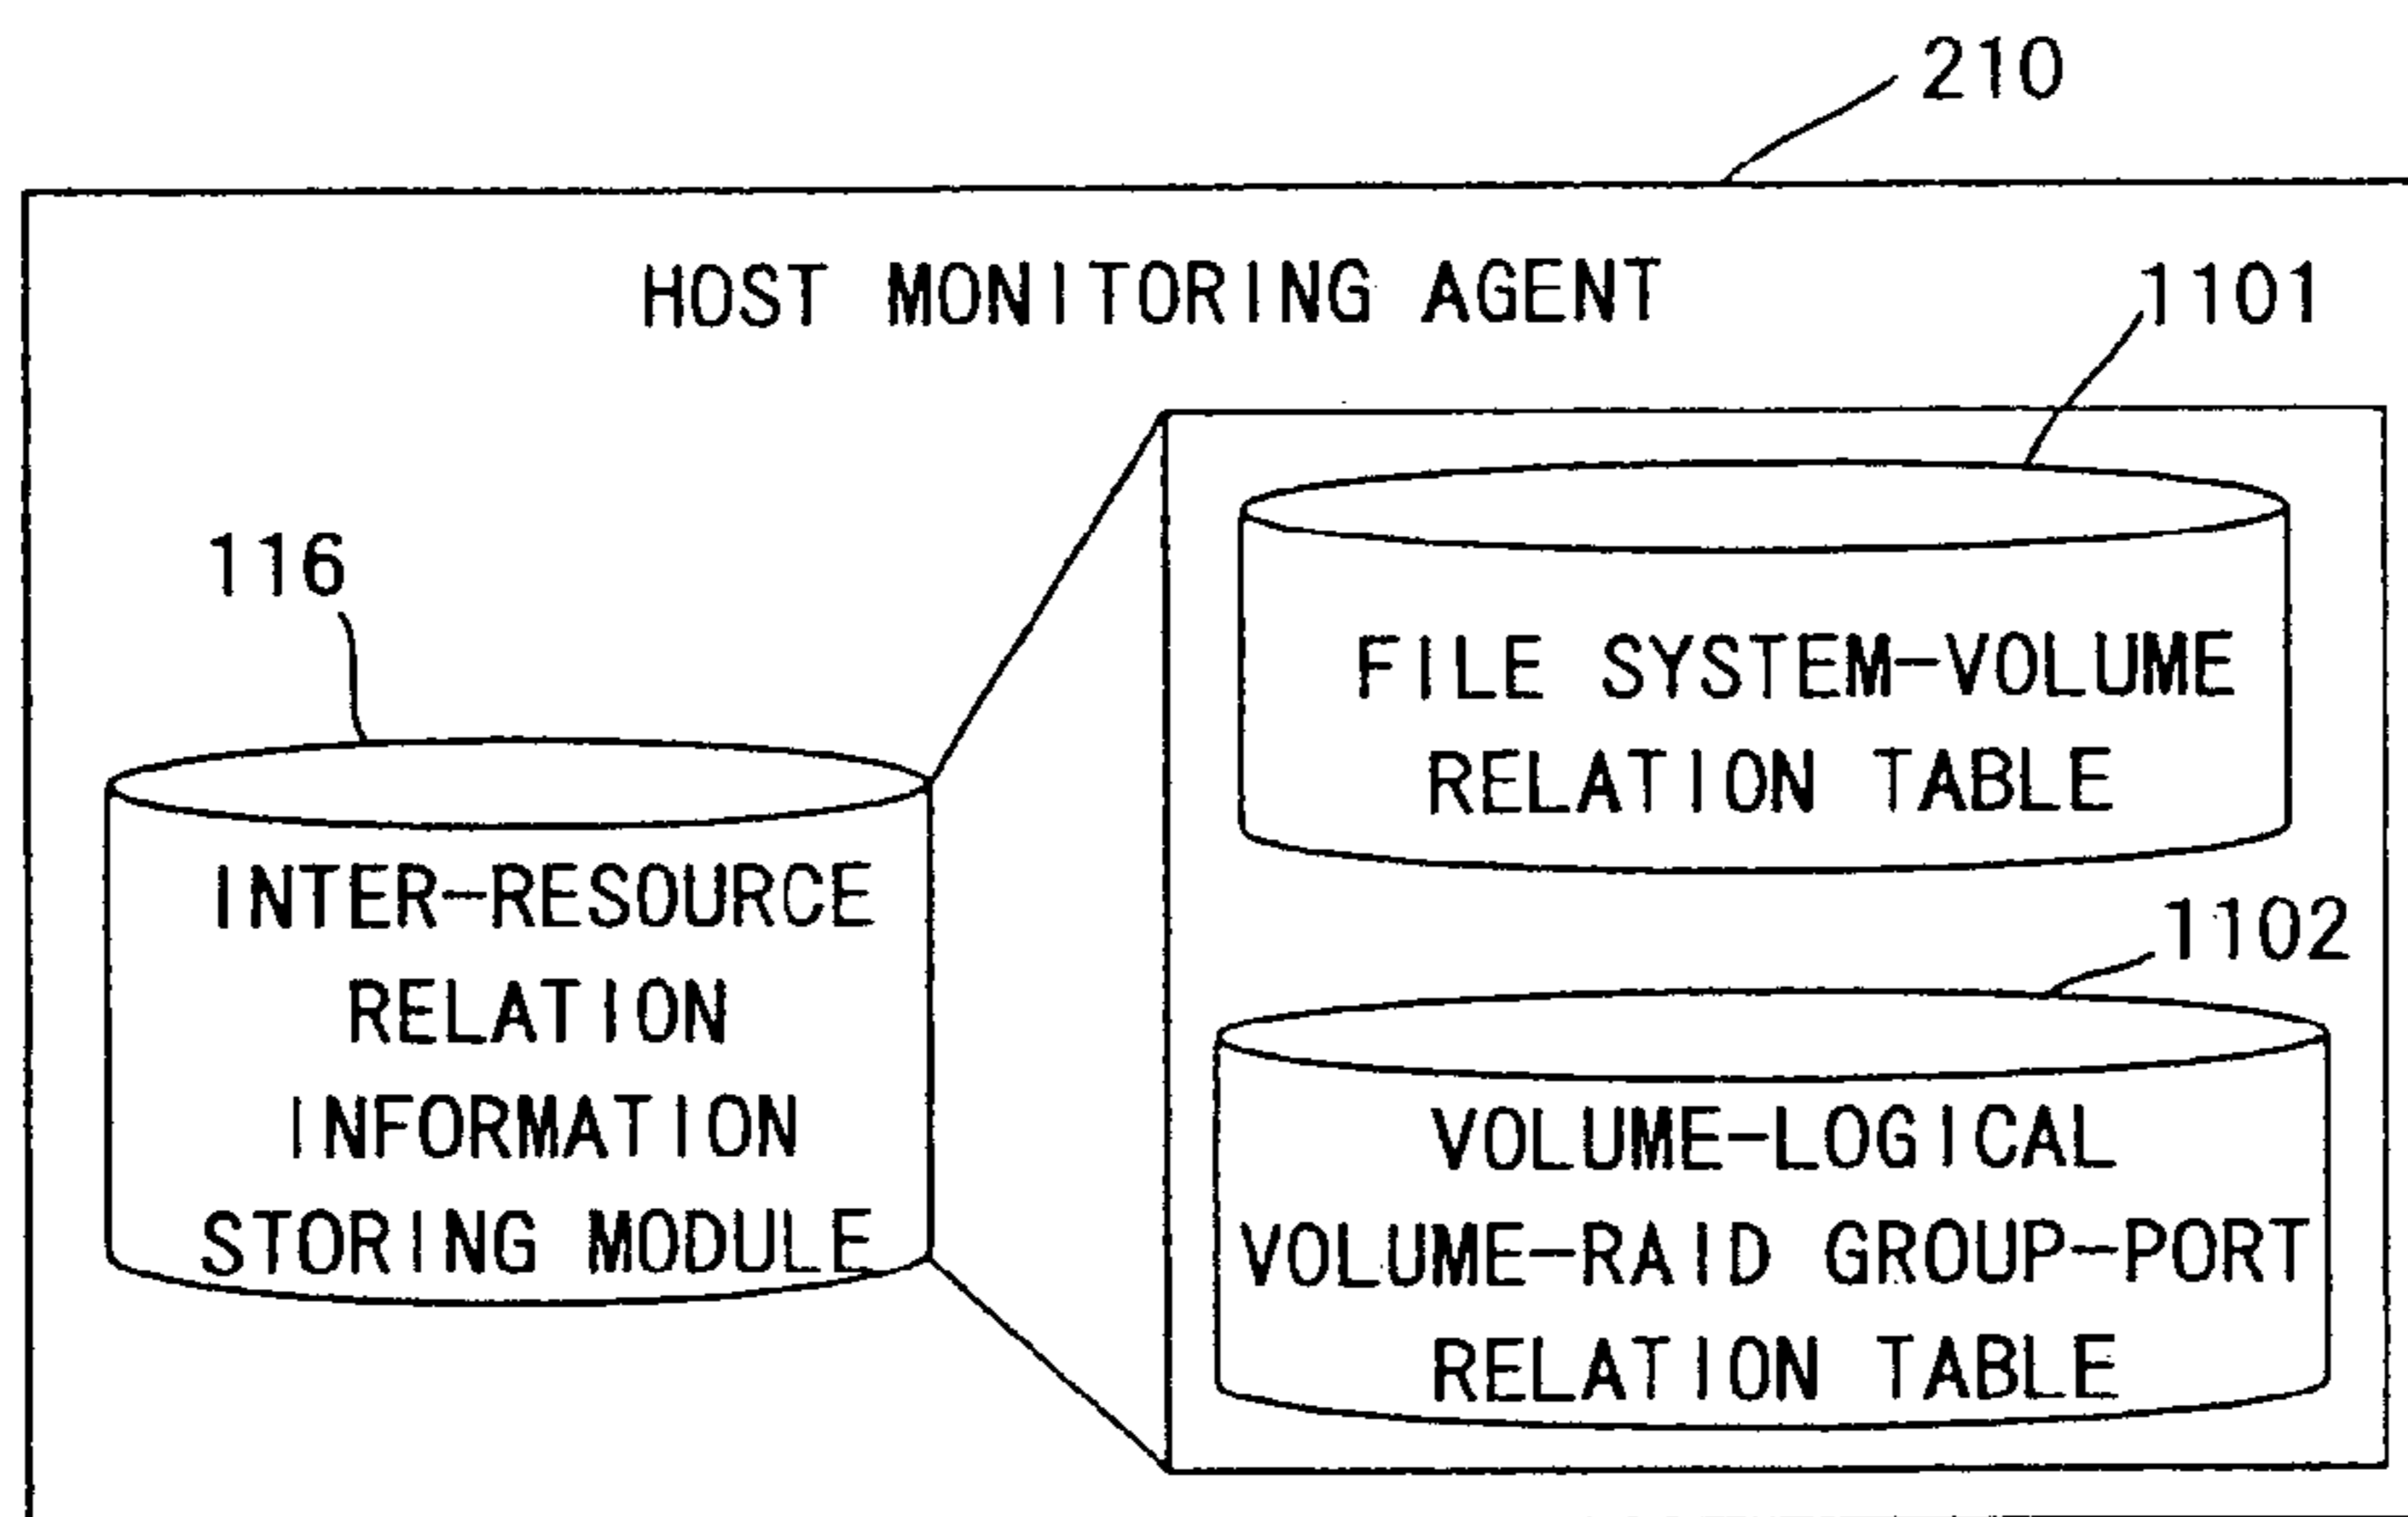 210
HOST MONITORING AGENT
1101
116
FILE SYSTEM-VOLUME
RELATION TABLE
INTER-RESOURCE
RELATION
INFORMATION
STORING MODULE
1102
VOLUME-LOGICAL
VOLUME-RAID GROUP-PORT
RELATION TABLE